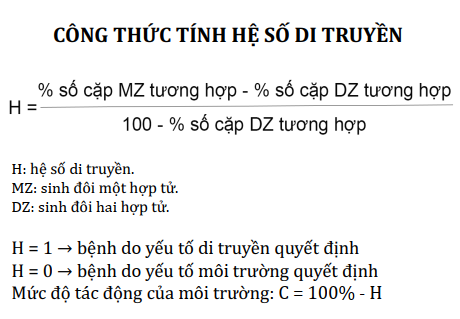 CÔNG THỨC TÍNH HỆ SỐ DI TRUYỀN
% số cặp MZ tương hợp - % số cặp DZ tương hợp
H =
100 - % số cặp DZ tương hợp
H: hệ số di truyền.
MZ: sinh đôi một hợp tử.
DZ: sinh đôi hai hợp tử.
H = 1 → bệnh do yếu tố di truyền quyết định
H = 0 → bệnh do yếu tố môi trường quyết định
Mức độ tác động của môi trường: C = 100% - H